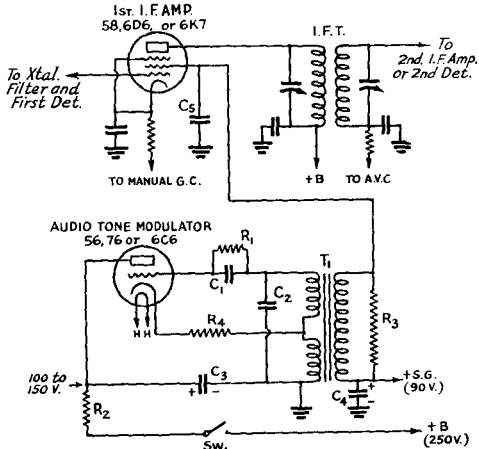 1ST. I.F. AMP.
58, 6D6, or 6K7
I.F.T.
To
2nd. I.F. Amp.
or 2nd Det.
To Xtal.
Filter and
First Det.
C5
TO MANUAL G.C.
+B
TO A.V.C
AUDIO TONE MODULATOR
56, 76 or 6C6
R1
C1
C2
T1
R3
H H
R4
100 to
150 V.
C3
+ -
R2
+
C4
-
+S.G.
(90V.)
Sw.
+B
(250V.)